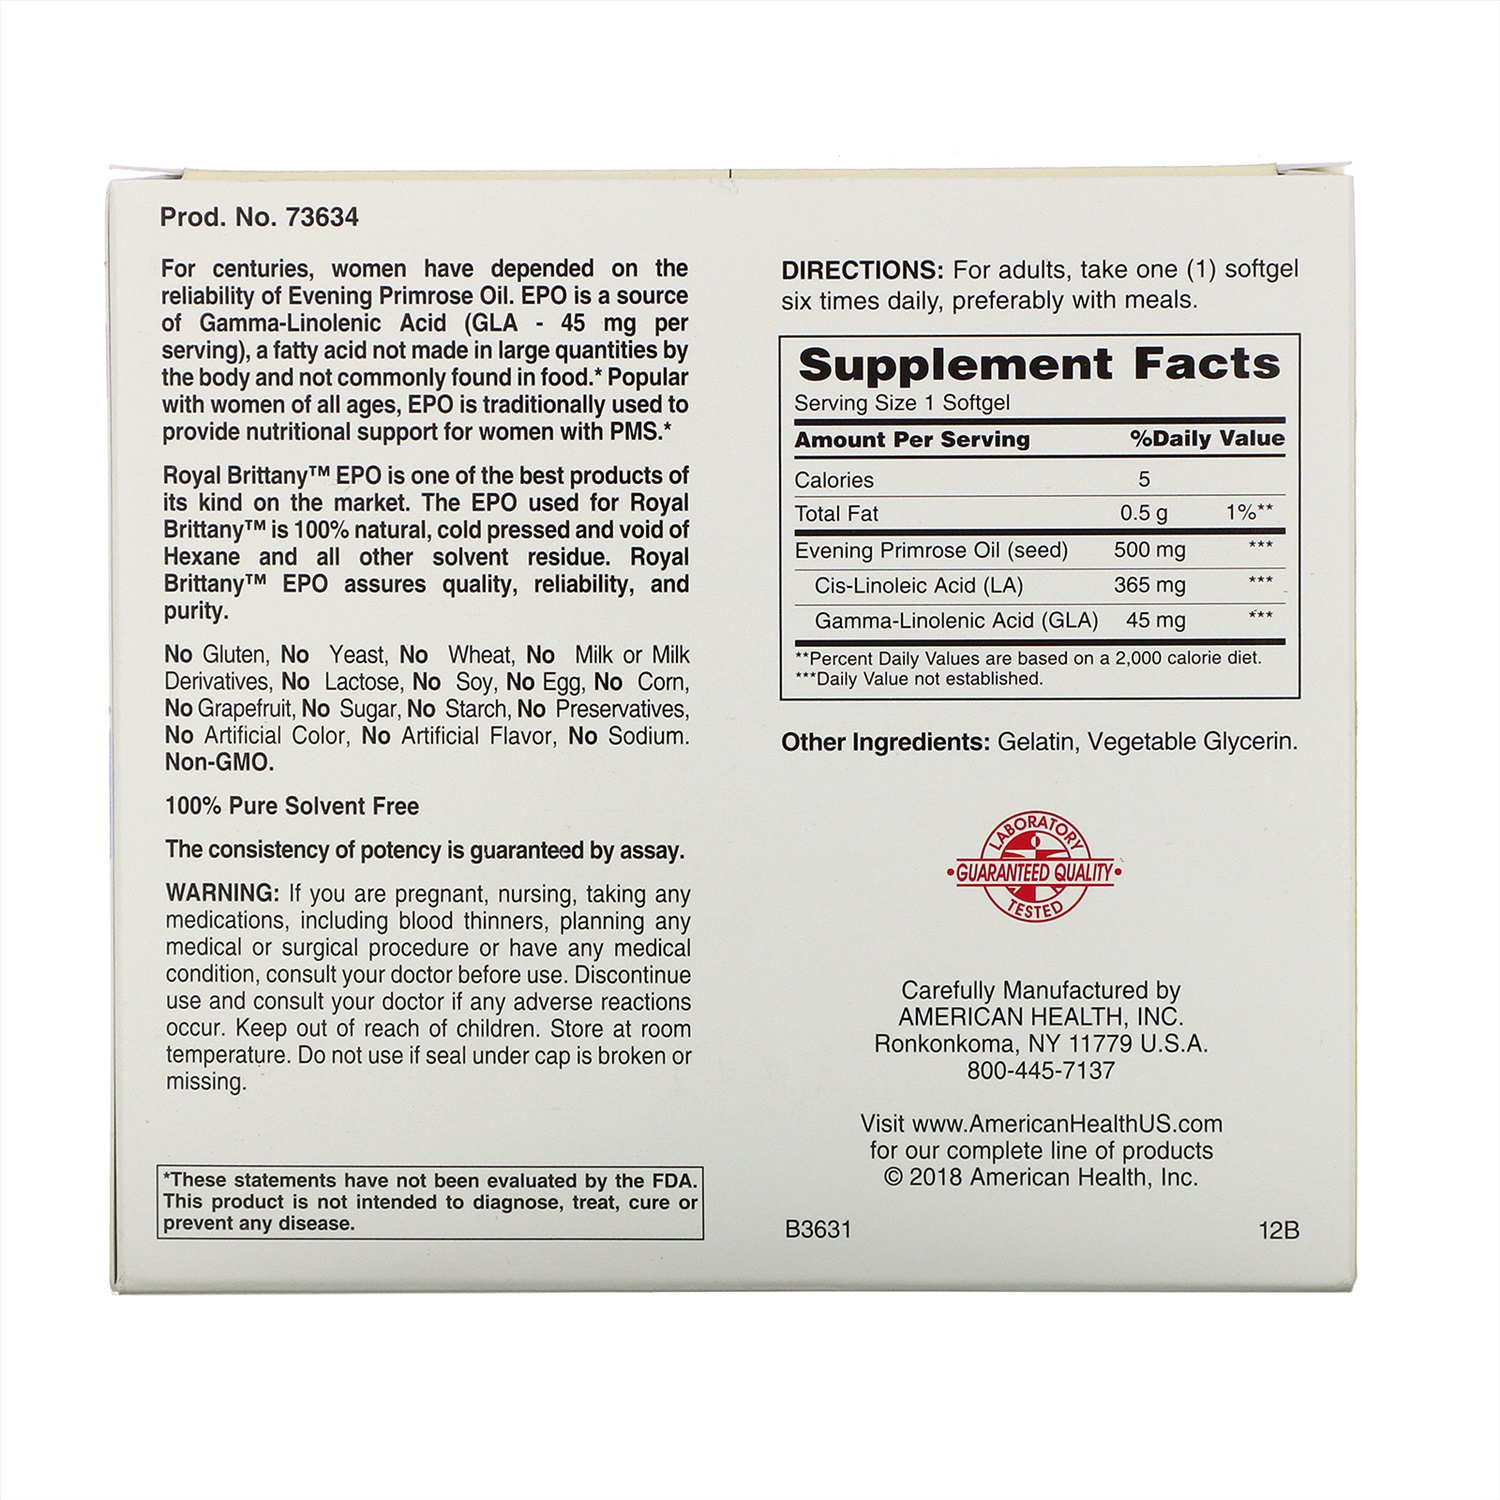 Prod. No. 73634
For centuries, women have depended on the
reliability of Evening Primrose Oil. EPO is a source
of Gamma-Linolenic Acid (GLA - 45 mg per
serving), a fatty acid not made in large quantities by
the body and not commonly found in food.* Popular
with women of all ages, EPO is traditionally used to
provide nutritional support for women with PMS.*
Royal Brittany™ EPO is one of the best products of
its kind on the market. The EPO used for Royal
Brittany™ is 100% natural, cold pressed and void of
Hexane and all other solvent residue. Royal
Brittany™ EPO assures quality, reliability, and
purity.
No Gluten, No Yeast, No Wheat, No Milk or Milk
Derivatives, No Lactose, No Soy, No Egg, No Corn,
No Grapefruit, No Sugar, No Starch, No Preservatives,
No Artificial Color, No Artificial Flavor, No Sodium.
Non-GMO.
100% Pure Solvent Free
The consistency of potency is guaranteed by assay.
WARNING: If you are pregnant, nursing, taking any
medications, including blood thinners, planning any
medical or surgical procedure or have any medical
condition, consult your doctor before use. Discontinue
use and consult your doctor if any adverse reactions
occur. Keep out of reach of children. Store at room
temperature. Do not use if seal under cap is broken or
missing.
*These statements have not been evaluated by the FDA.
This product is not intended to diagnose, treat, cure or
prevent any disease.
DIRECTIONS: For adults, take one (1) softgel
six times daily, preferably with meals.
Supplement Facts
Serving Size 1 Softgel
Amount Per Serving %Daily Value
Calories 5
Total Fat 0.5 g 1%**
Evening Primrose Oil (seed) 500 mg ***
Cis-Linoleic Acid (LA) 365 mg ***
Gamma-Linolenic Acid (GLA) 45 mg ***
**Percent Daily Values are based on a 2,000 calorie diet.
***Daily Value not established.
Other Ingredients: Gelatin, Vegetable Glycerin.
LABORATORY
•GUARANTEED QUALITY•
TESTED
Carefully Manufactured by
AMERICAN HEALTH, INC.
Ronkonkoma, NY 11779 U.S.A.
800-445-7137
Visit www.AmericanHealthUS.com
for our complete line of products
© 2018 American Health, Inc.
B3631 12B